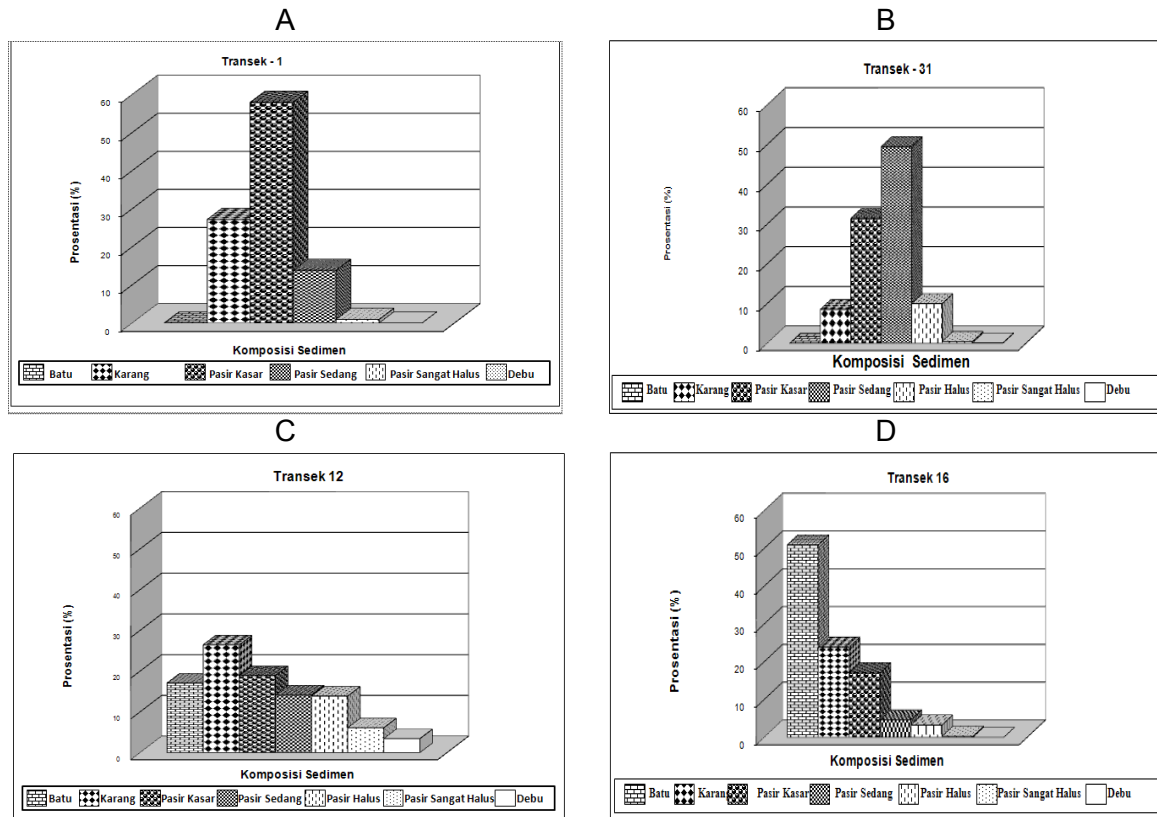 A
Transek - 1
Prosentasi (%)
60
50
40
30
20
10
0
Komposisi Sedimen
Batu Karang Pasir Kasar Pasir Sedang Pasir Sangat Halus Debu
B
Transek - 31
Prosentasi (%)
60
50
40
30
20
10
0
Komposisi Sedimen
Batu Karang Pasir Kasar Pasir Sedang Pasir Halus Pasir Sangat Halus Debu
C
Transek 12
Prosentasi (%)
60
50
40
30
20
10
0
Komposisi Sedimen
Batu Karang Pasir Kasar Pasir Sedang Pasir Halus Pasir Sangat Halus Debu
D
Transek 16
Prosentasi (%)
60
50
40
30
20
10
0
Komposisi Sedimen
Batu Karang Pasir Kasar Pasir Sedang Pasir Halus Pasir Sangat Halus Debu